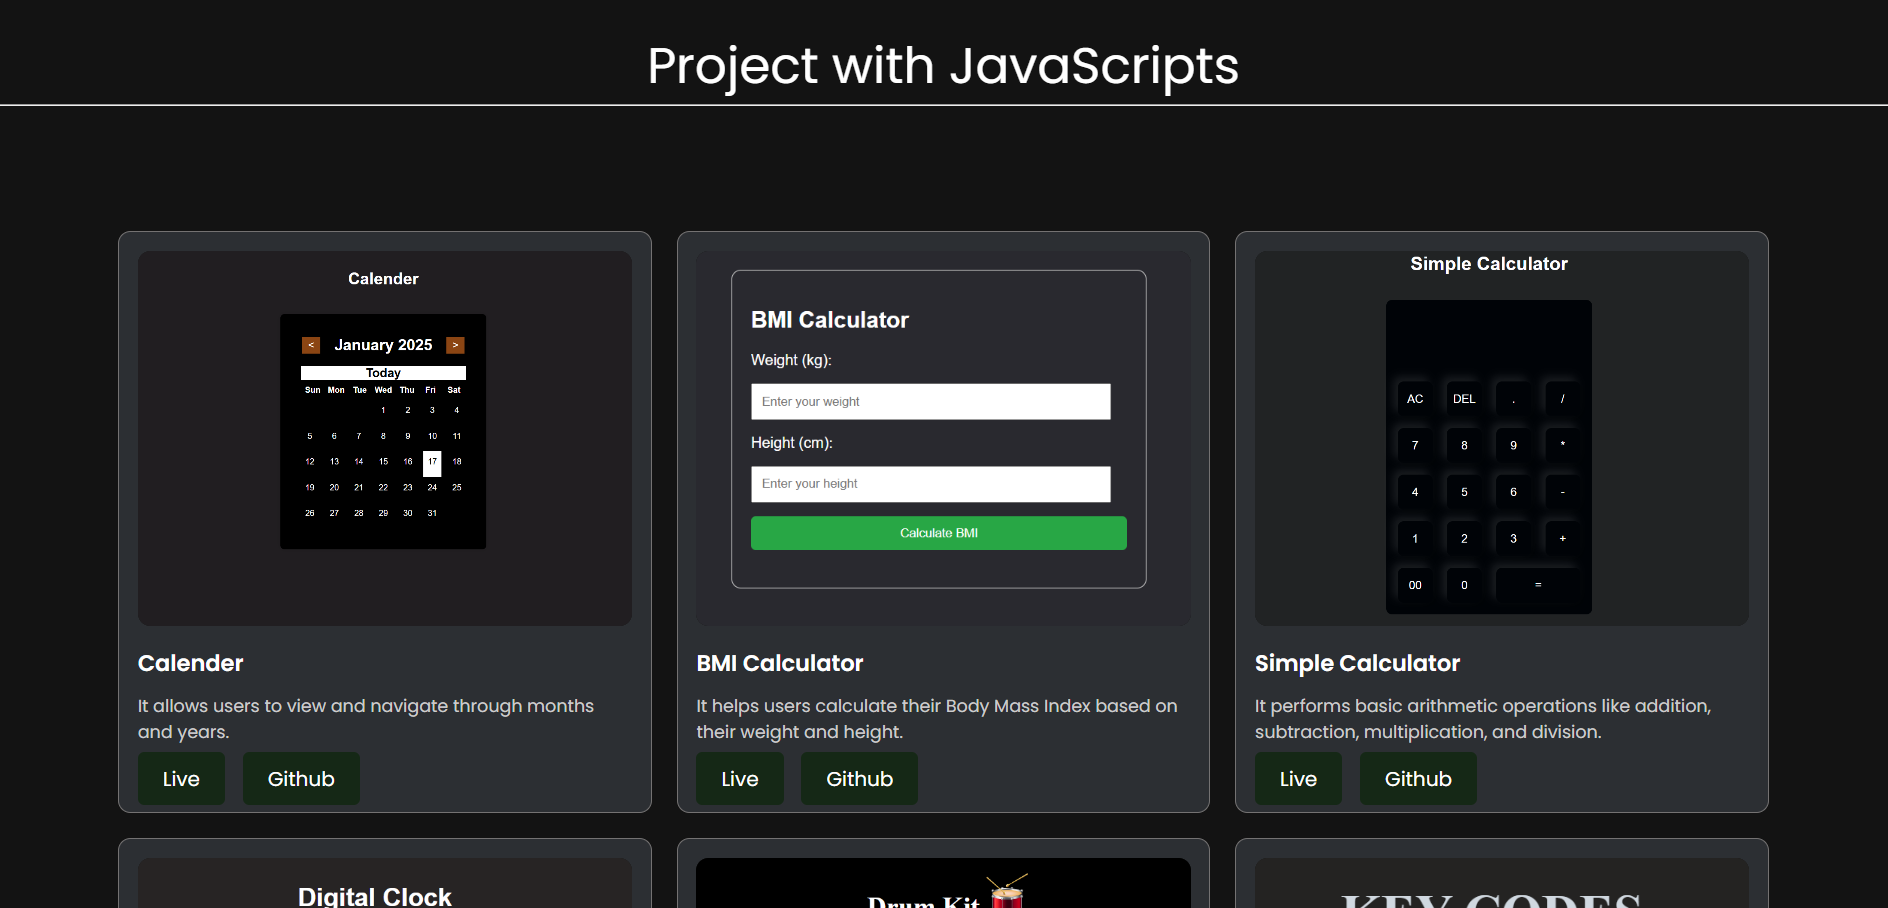 Project with JavaScripts
Calender
< January 2025 >
Today
Sun Mon Tue Wed Thu Fri Sat
1 2 3 4
5 6 7 8 9 10 11
12 13 14 15 16 17 18
19 20 21 22 23 24 25
26 27 28 29 30 31
Calender
It allows users to view and navigate through months
and years.
Live Github
BMI Calculator
Weight (kg):
Enter your weight
Height (cm):
Enter your height
Calculate BMI
BMI Calculator
It helps users calculate their Body Mass Index based on
their weight and height.
Live Github
Simple Calculator
AC DEL . /
7 8 9 *
4 5 6 -
1 2 3 +
00 0 =
Simple Calculator
It performs basic arithmetic operations like addition,
subtraction, multiplication, and division.
Live Github
Digital Clock
Drum Kit
KEY CODES